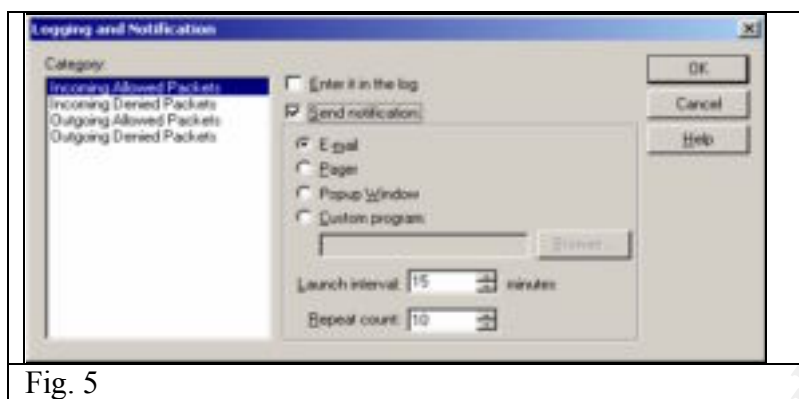 Logging and Notification
Category:
Incoming Allowed Packets
Incoming Denied Packets
Outgoing Allowed Packets
Outgoing Denied Packets
Enter it in the log
Send notification
E-mail
Pager
Popup Window
Custom program:
Browse...
Launch interval: 15 minutes
Repeat count: 10
OK
Cancel
Help
Fig. 5